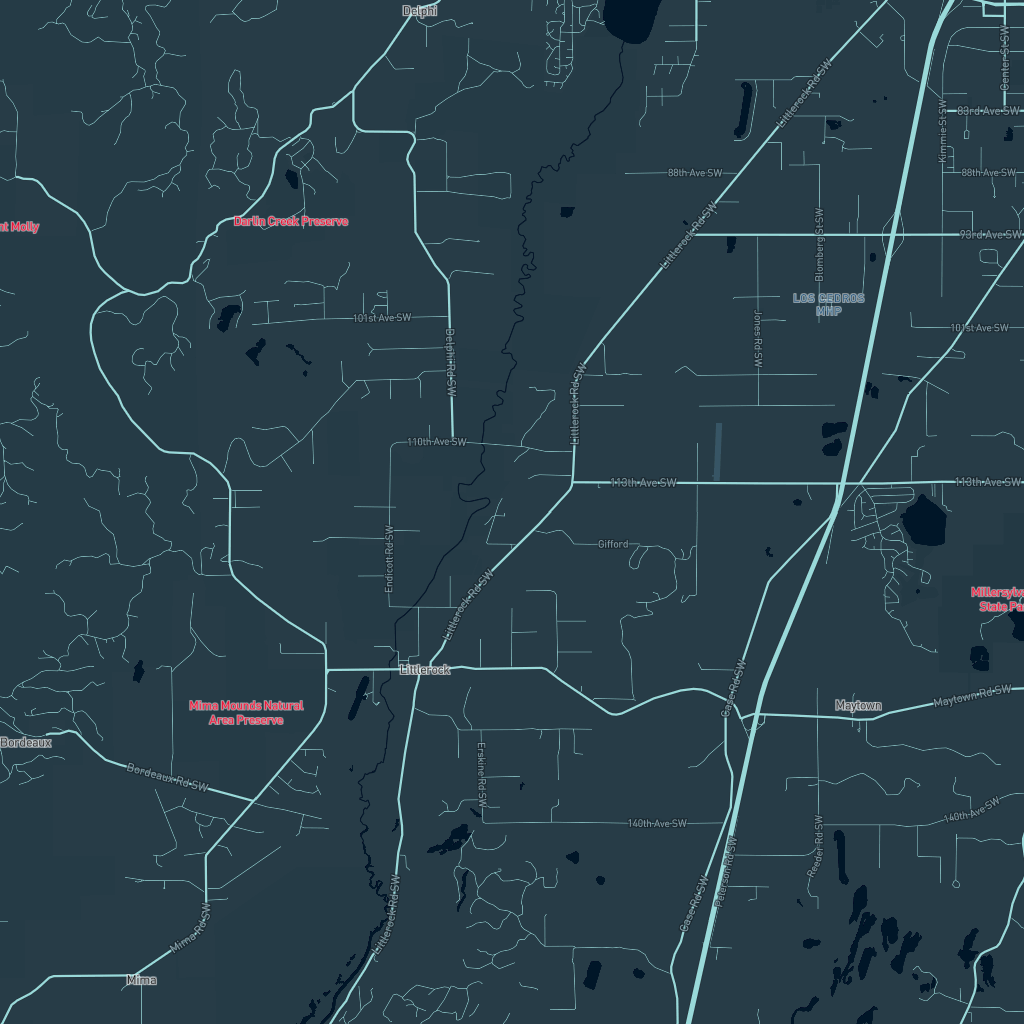 Delphi
Littlerock Rd SW
Center St SW
83rd Ave SW
Kimmie St SW
88th Ave SW
88th Ave SW
Darlin Creek Preserve
nt Molly
Littlerock Rd SW
Blomberg St SW
93rd Ave SW
LOS CEDROS
MHP
101st Ave SW
101st Ave SW
Delphi Rd SW
Jones Rd SW
Littlerock Rd SW
110th Ave SW
113th Ave SW
113th Ave SW
Endicott Rd SW
Gifford
Littlerock Rd SW
Millersylva
State Pa
Littlerock
Case Rd SW
Maytown Rd SW
Maytown
Mima Mounds Natural
Area Preserve
Bordeaux
Bordeaux Rd SW
Erskine Rd SW
140th Ave SW
140th Ave SW
Reeder Rd SW
Peterson Rd SW
Case Rd SW
Littlerock Rd SW
Mima Rd SW
Mima